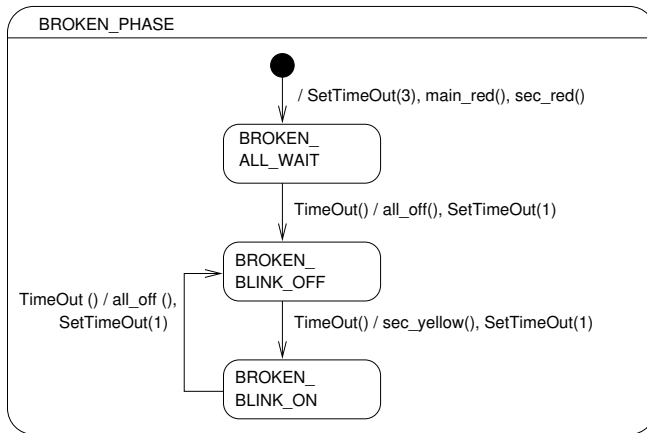 BROKEN_PHASE
/ SetTimeOut(3), main_red(), sec_red()
BROKEN_
ALL_WAIT
TimeOut() / all_off(), SetTimeOut(1)
BROKEN_
BLINK_OFF
TimeOut () / all_off (),
SetTimeOut(1)
TimeOut() / sec_yellow(), SetTimeOut(1)
BROKEN_
BLINK_ON